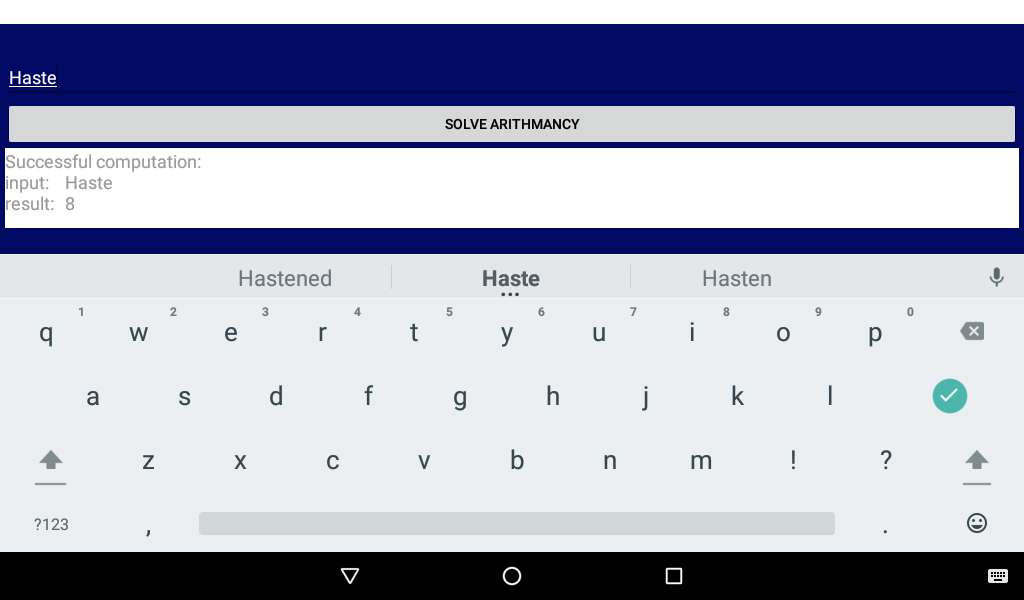 Haste
SOLVE ARITHMANCY
Successful computation:
input: Haste
result: 8
Hastened Haste Hasten
1 2 3 4 5 6 7 8 9 0
q w e r t y u i o p
a s d f g h j k l
z x c v b n m ! ?
?123 , .